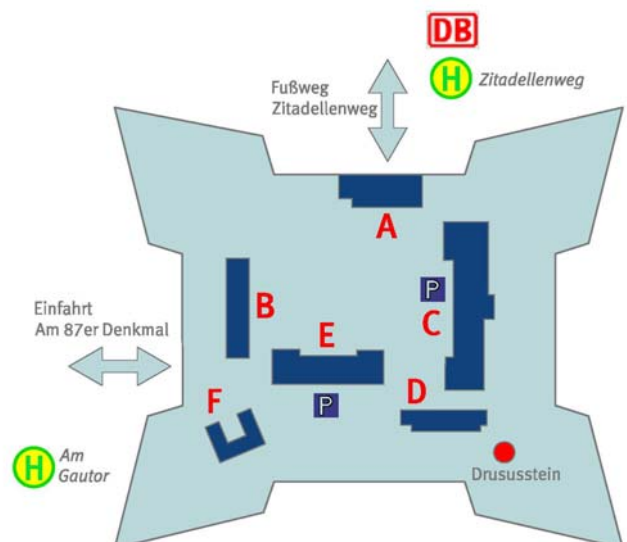 DB
H Zitadellenweg
Fußweg
Zitadellenweg
A
P
B
C
Einfahrt
Am 87er Denkmal
E
F
P
D
H Am
Gautor
Drususstein